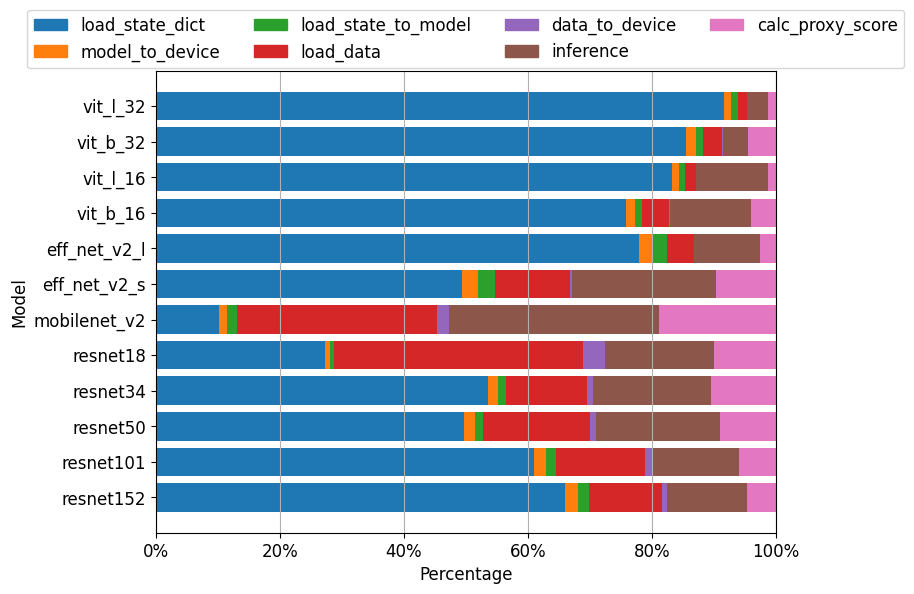 load_state_dict load_state_to_model data_to_device calc_proxy_score
model_to_device load_data inference
vit_l_32
vit_b_32
vit_l_16
vit_b_16
eff_net_v2_l
eff_net_v2_s
mobilenet_v2
resnet18
resnet34
resnet50
resnet101
resnet152
Model
0% 20% 40% 60% 80% 100%
Percentage